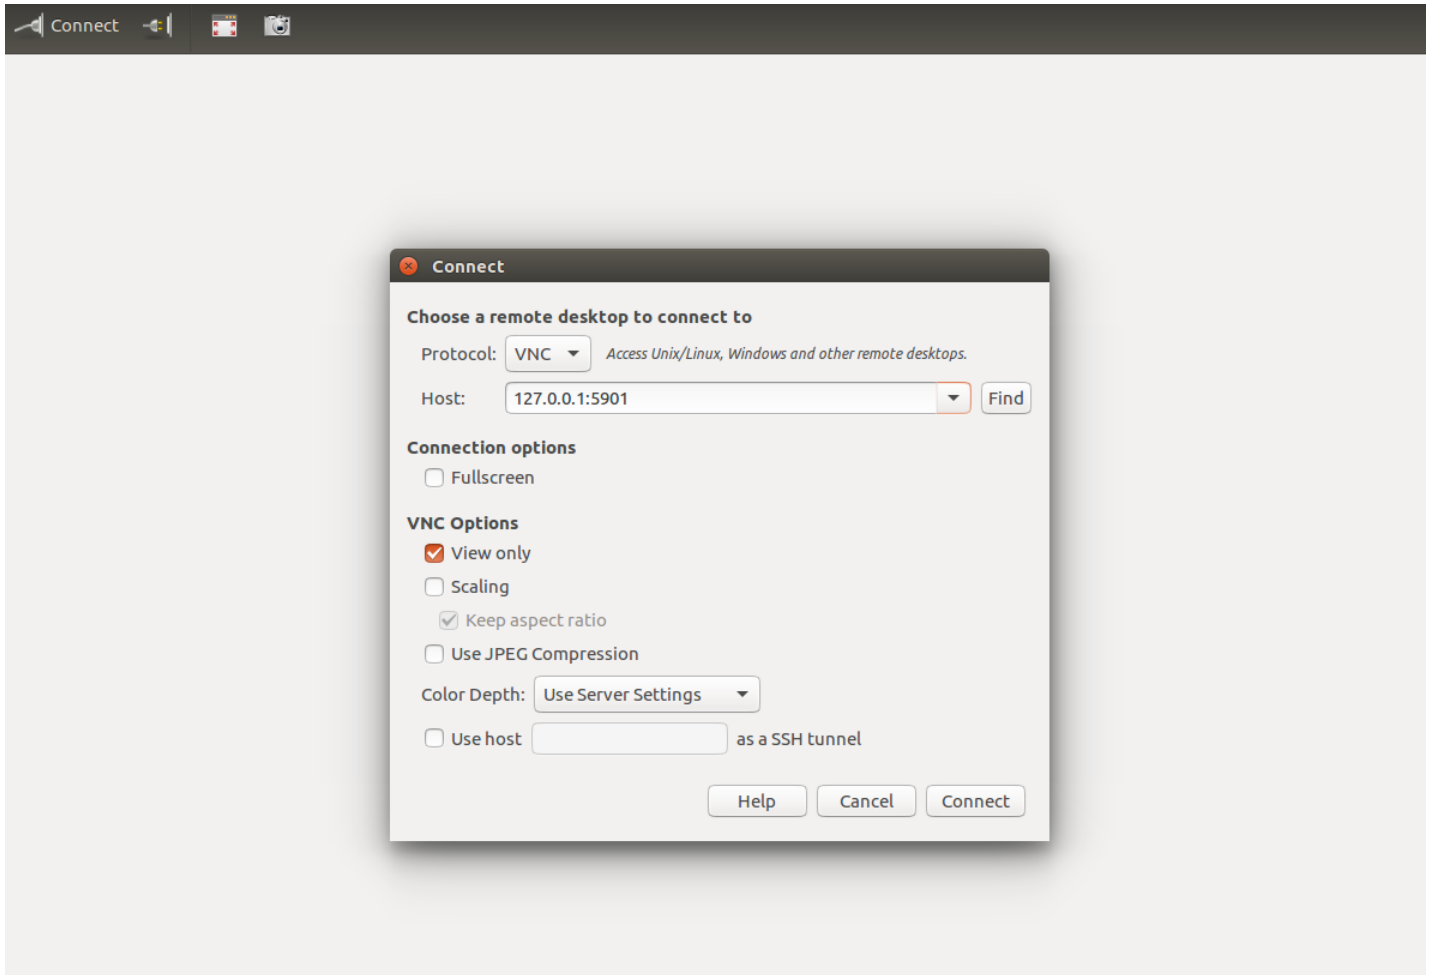 Connect
Connect
Choose a remote desktop to connect to
Protocol: VNC Access Unix/Linux, Windows and other remote desktops.
Host: 127.0.0.1:5901 Find
Connection options
Fullscreen
VNC Options
View only
Scaling
Keep aspect ratio
Use JPEG Compression
Color Depth: Use Server Settings
Use host as a SSH tunnel
Help Cancel Connect